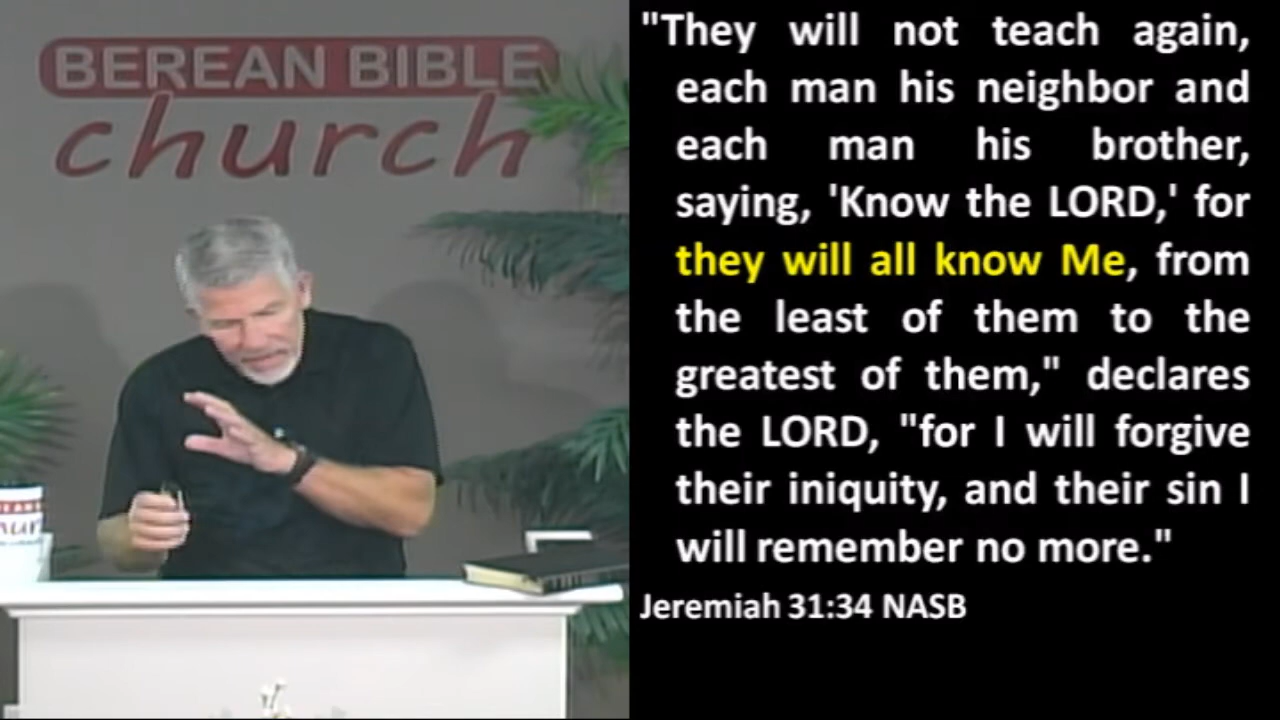 BEREAN BIBLE
church
"They will not teach again,
each man his neighbor and
each man his brother,
saying, 'Know the LORD,' for
they will all know Me, from
the least of them to the
greatest of them," declares
the LORD, "for I will forgive
their iniquity, and their sin I
will remember no more."
Jeremiah 31:34 NASB